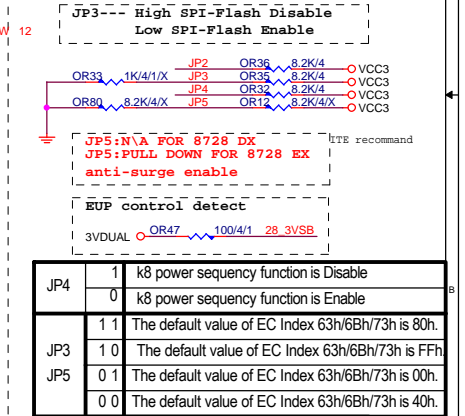 JP3--- High SPI-Flash Disable
Low SPI-Flash Enable
W 12
JP2 OR36 8.2K/4 VCC3
OR33 1K/4/1/X JP3 OR35 8.2K/4 VCC3
JP4 OR32 8.2K/4 VCC3
OR80 8.2K/4/X JP5 OR12 8.2K/4/X VCC3
JP5:N\A FOR 8728 DX ITE recommand
JP5:PULL DOWN FOR 8728 EX
anti-surge enable
EUP control detect
3VDUAL OR47 100/4/1 28_3VSB
JP4 1 k8 power sequency function is Disable
0 k8 power sequency function is Enable
B
JP3 JP5 1 1 The default value of EC Index 63h/6Bh/73h is 80h.
1 0 The default value of EC Index 63h/6Bh/73h is FFh.
0 1 The default value of EC Index 63h/6Bh/73h is 00h.
0 0 The default value of EC Index 63h/6Bh/73h is 40h.